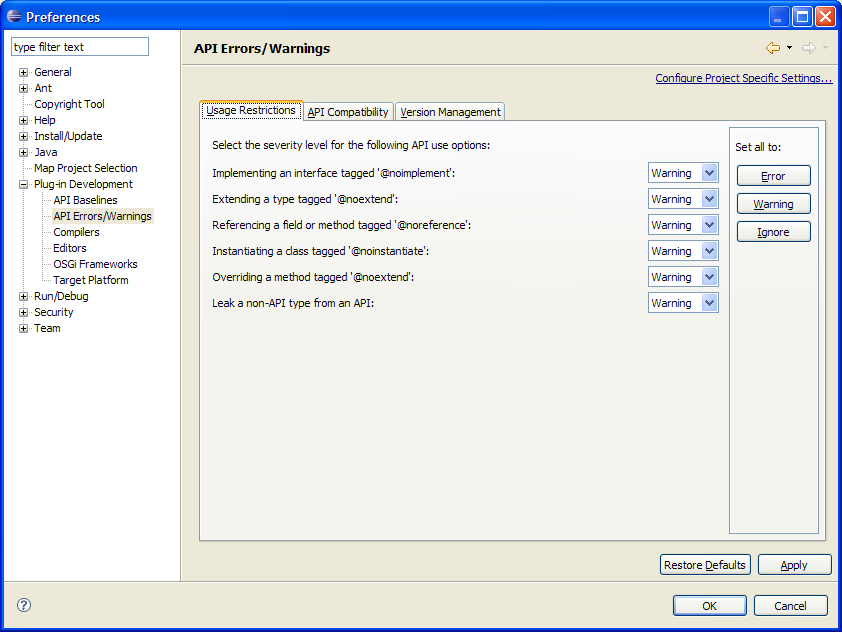 Preferences
type filter text
General
Ant
Copyright Tool
Help
Install/Update
Java
Map Project Selection
Plug-in Development
API Baselines
API Errors/Warnings
Compilers
Editors
OSGi Frameworks
Target Platform
Run/Debug
Security
Team
API Errors/Warnings
Configure Project Specific Settings...
Usage Restrictions
API Compatibility
Version Management
Select the severity level for the following API use options:
Implementing an interface tagged '@noimplement': Warning
Extending a type tagged '@noextend': Warning
Referencing a field or method tagged '@noreference': Warning
Instantiating a class tagged '@noinstantiate': Warning
Overriding a method tagged '@noextend': Warning
Leak a non-API type from an API: Warning
Set all to:
Error
Warning
Ignore
Restore Defaults
Apply
?
OK
Cancel